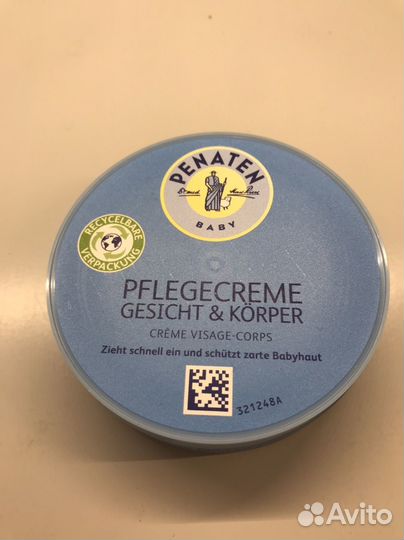 PENATEN
BABY
RECYCELBARE
VERPACKUNG
PFLEGECREME
GESICHT & KÖRPER
CRÈME VISAGE-CORPS
Zieht schnell ein und schützt zarte Babyhaut
321248A
Avito